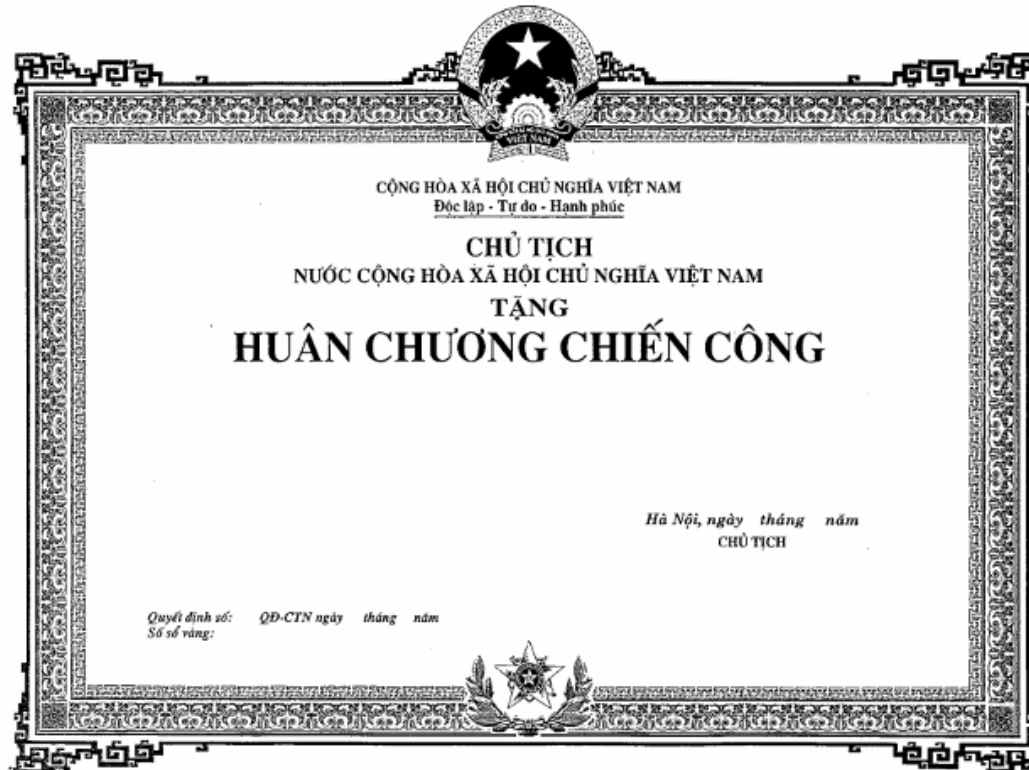 VIỆT NAM
CỘNG HÒA XÃ HỘI CHỦ NGHĨA VIỆT NAM
Độc lập - Tự do - Hạnh phúc
CHỦ TỊCH
NƯỚC CỘNG HÒA XÃ HỘI CHỦ NGHĨA VIỆT NAM
TẶNG
HUÂN CHƯƠNG CHIẾN CÔNG
Hà Nội, ngày tháng năm
CHỦ TỊCH
Quyết định số: QĐ-CTN ngày tháng năm
Số sổ vàng: